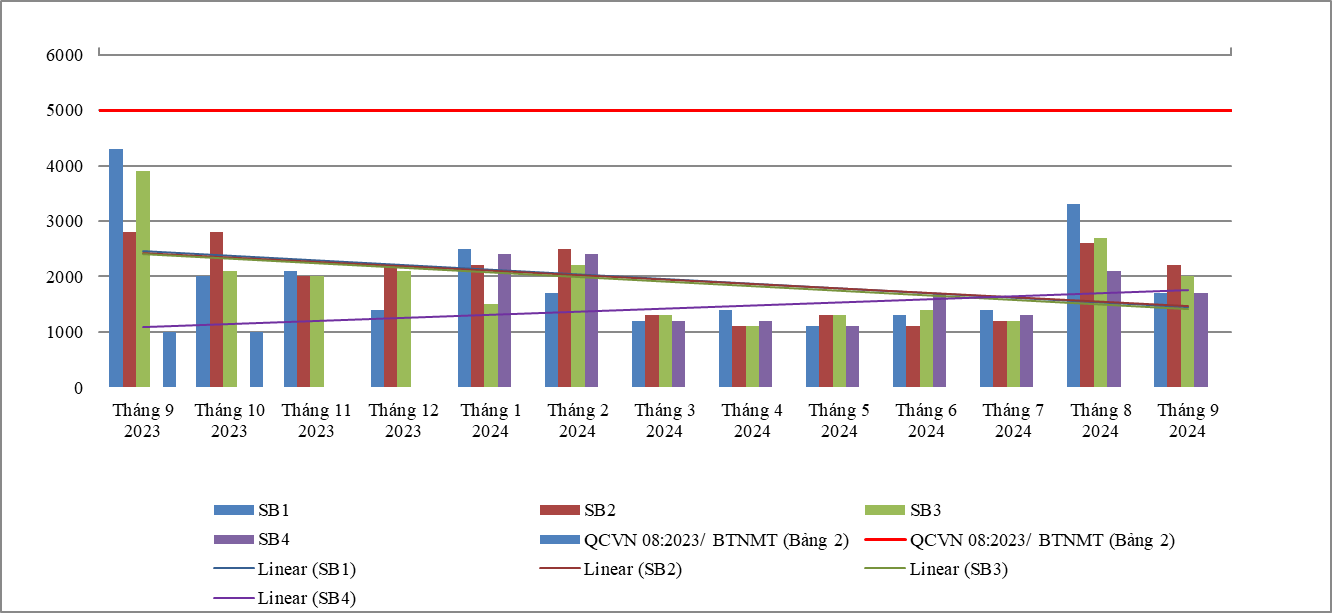 6000
5000
4000
3000
2000
1000
0
Tháng 9 2023
Tháng 10 2023
Tháng 11 2023
Tháng 12 2023
Tháng 1 2024
Tháng 2 2024
Tháng 3 2024
Tháng 4 2024
Tháng 5 2024
Tháng 6 2024
Tháng 7 2024
Tháng 8 2024
Tháng 9 2024
SB1
SB2
SB3
SB4
QCVN 08:2023/ BTNMT (Bảng 2)
QCVN 08:2023/ BTNMT (Bảng 2)
Linear (SB1)
Linear (SB2)
Linear (SB3)
Linear (SB4)